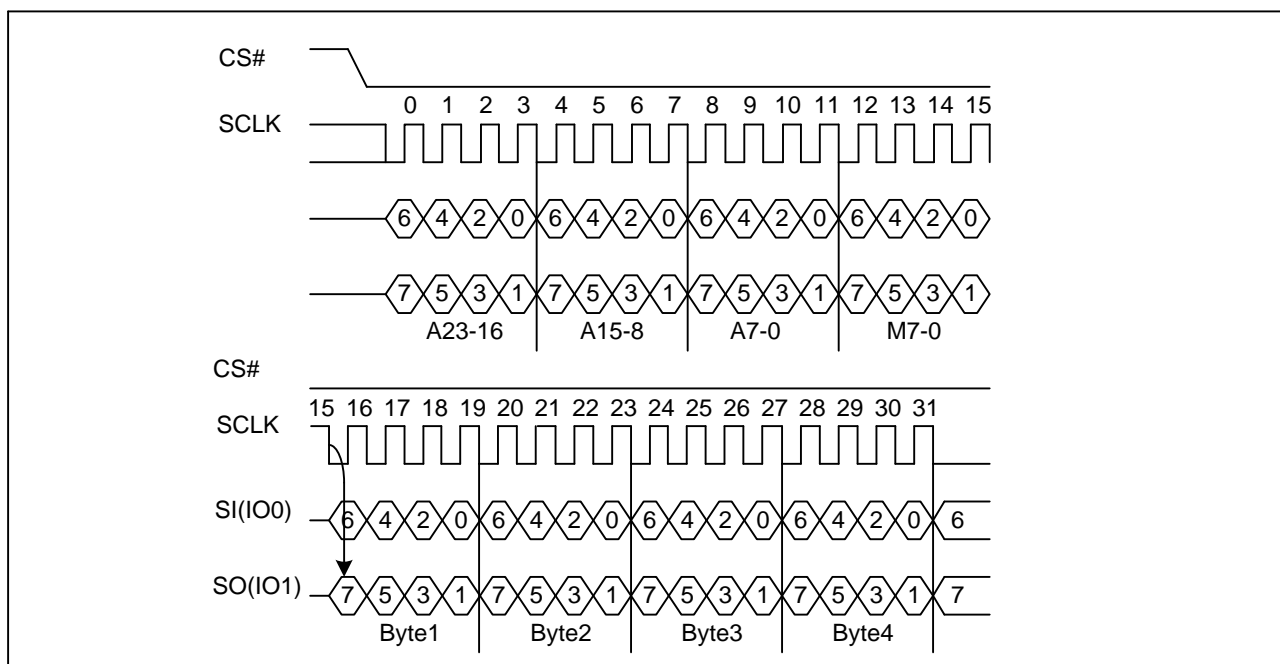 CS#
0 1 2 3 4 5 6 7 8 9 10 11 12 13 14 15
SCLK
6 4 2 0 6 4 2 0 6 4 2 0 6 4 2 0
7 5 3 1 7 5 3 1 7 5 3 1 7 5 3 1
A23-16 A15-8 A7-0 M7-0
CS#
15 16 17 18 19 20 21 22 23 24 25 26 27 28 29 30 31
SCLK
SI(IO0) 6 4 2 0 6 4 2 0 6 4 2 0 6 4 2 0 6
SO(IO1) 7 5 3 1 7 5 3 1 7 5 3 1 7 5 3 1 7
Byte1 Byte2 Byte3 Byte4